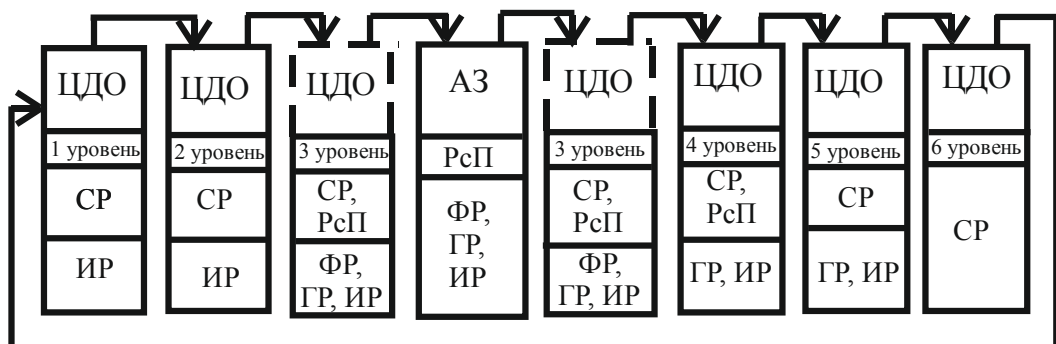 ЦДО
1 уровень
СР
ИР
ЦДО
2 уровень
СР
ИР
ЦДО
3 уровень
СР,
РсП
ФР,
ГР, ИР
АЗ
РсП
ФР,
ГР,
ИР
ЦДО
3 уровень
СР,
РсП
ФР,
ГР, ИР
ЦДО
4 уровень
СР,
РсП
ГР, ИР
ЦДО
5 уровень
СР
ГР, ИР
ЦДО
6 уровень
СР